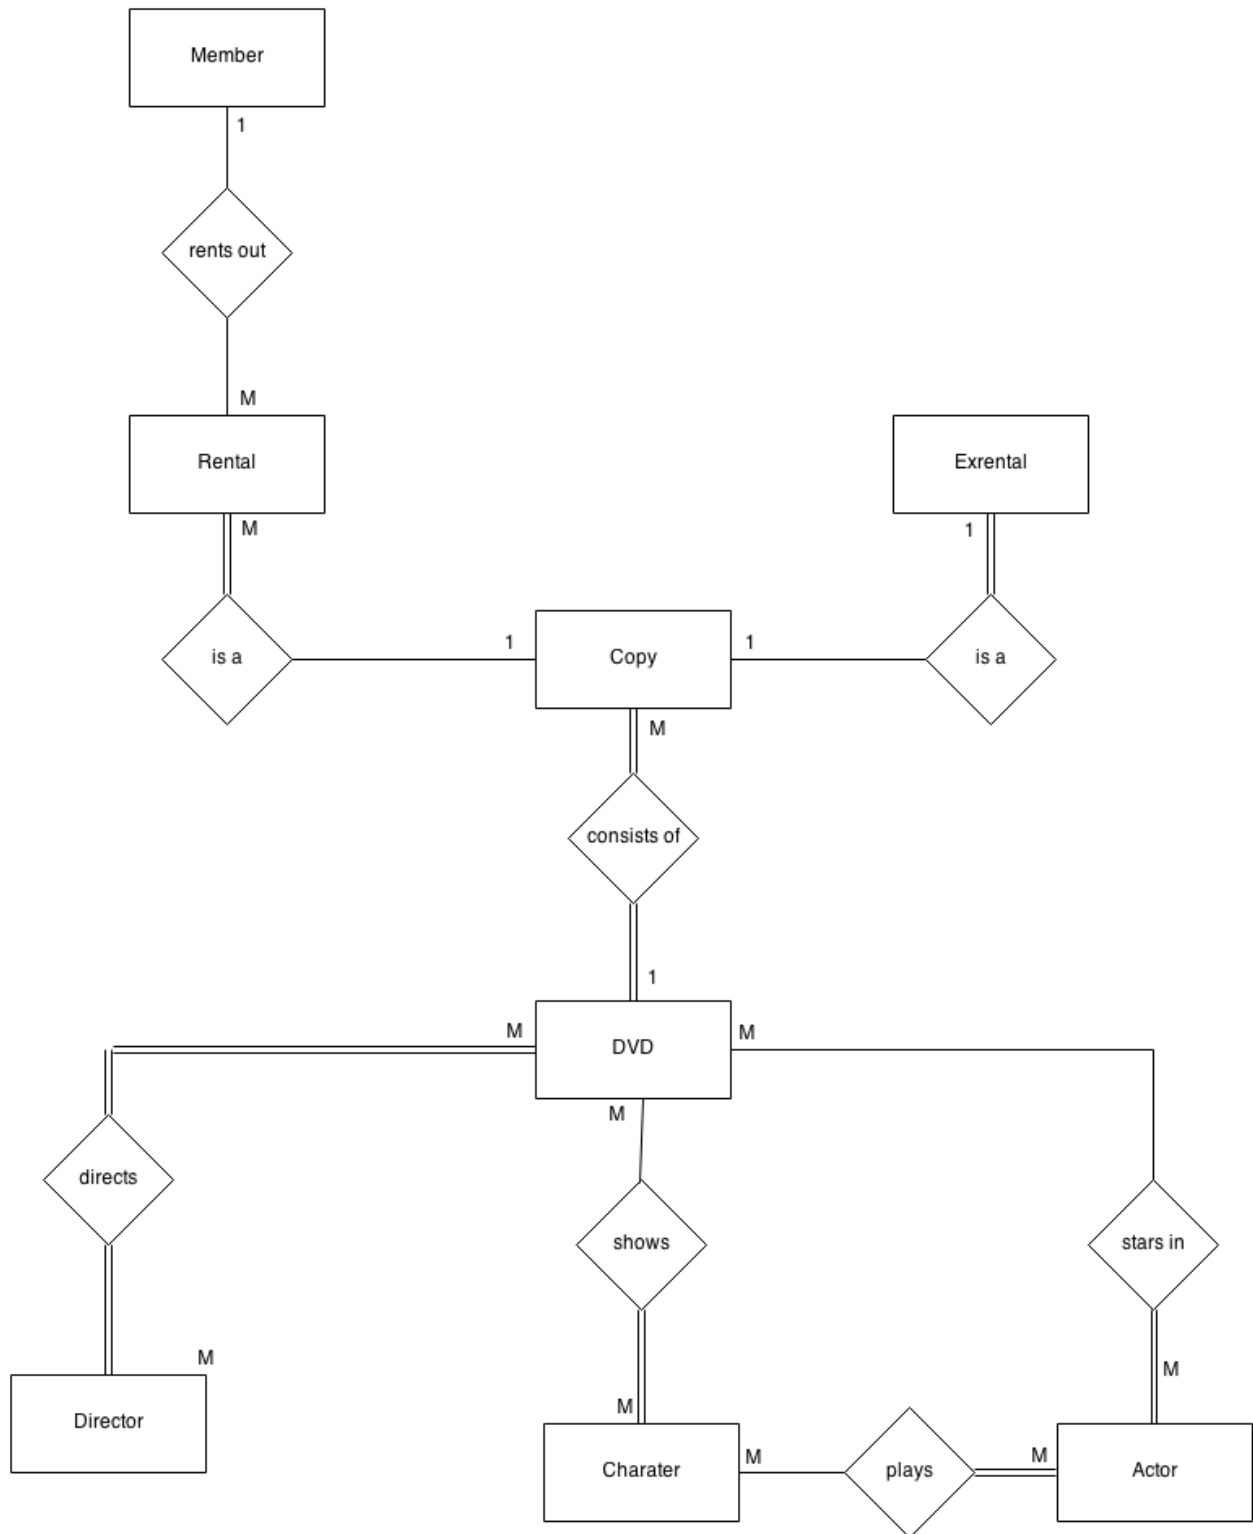 Member
1
rents out
M
Rental
Exrental
M
1
is a
1
Copy
1
is a
M
consists of
1
M
DVD
M
M
directs
shows
stars in
M
M
M
Director
Charater
M
plays
M
Actor